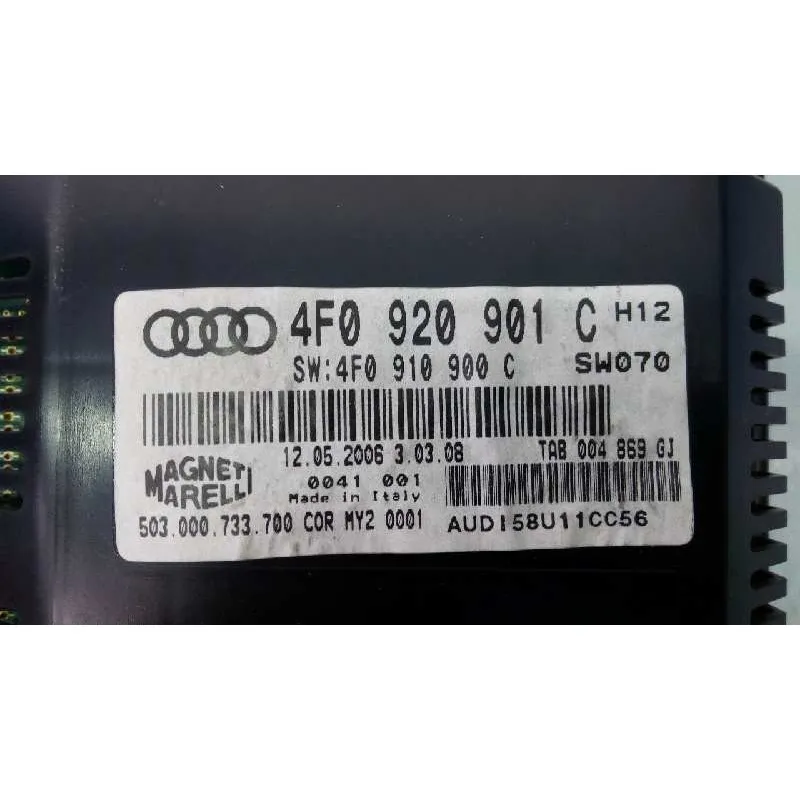 4F0 920 901 C H12
SW:4F0 910 900 C SW070
12.05.2006 3.03.08 TAB 004 869 GJ
MAGNETI MARELLI
0041 001
Made in Italy
503.000.733.700 COR MY2 0001 AUDI58U11CC56